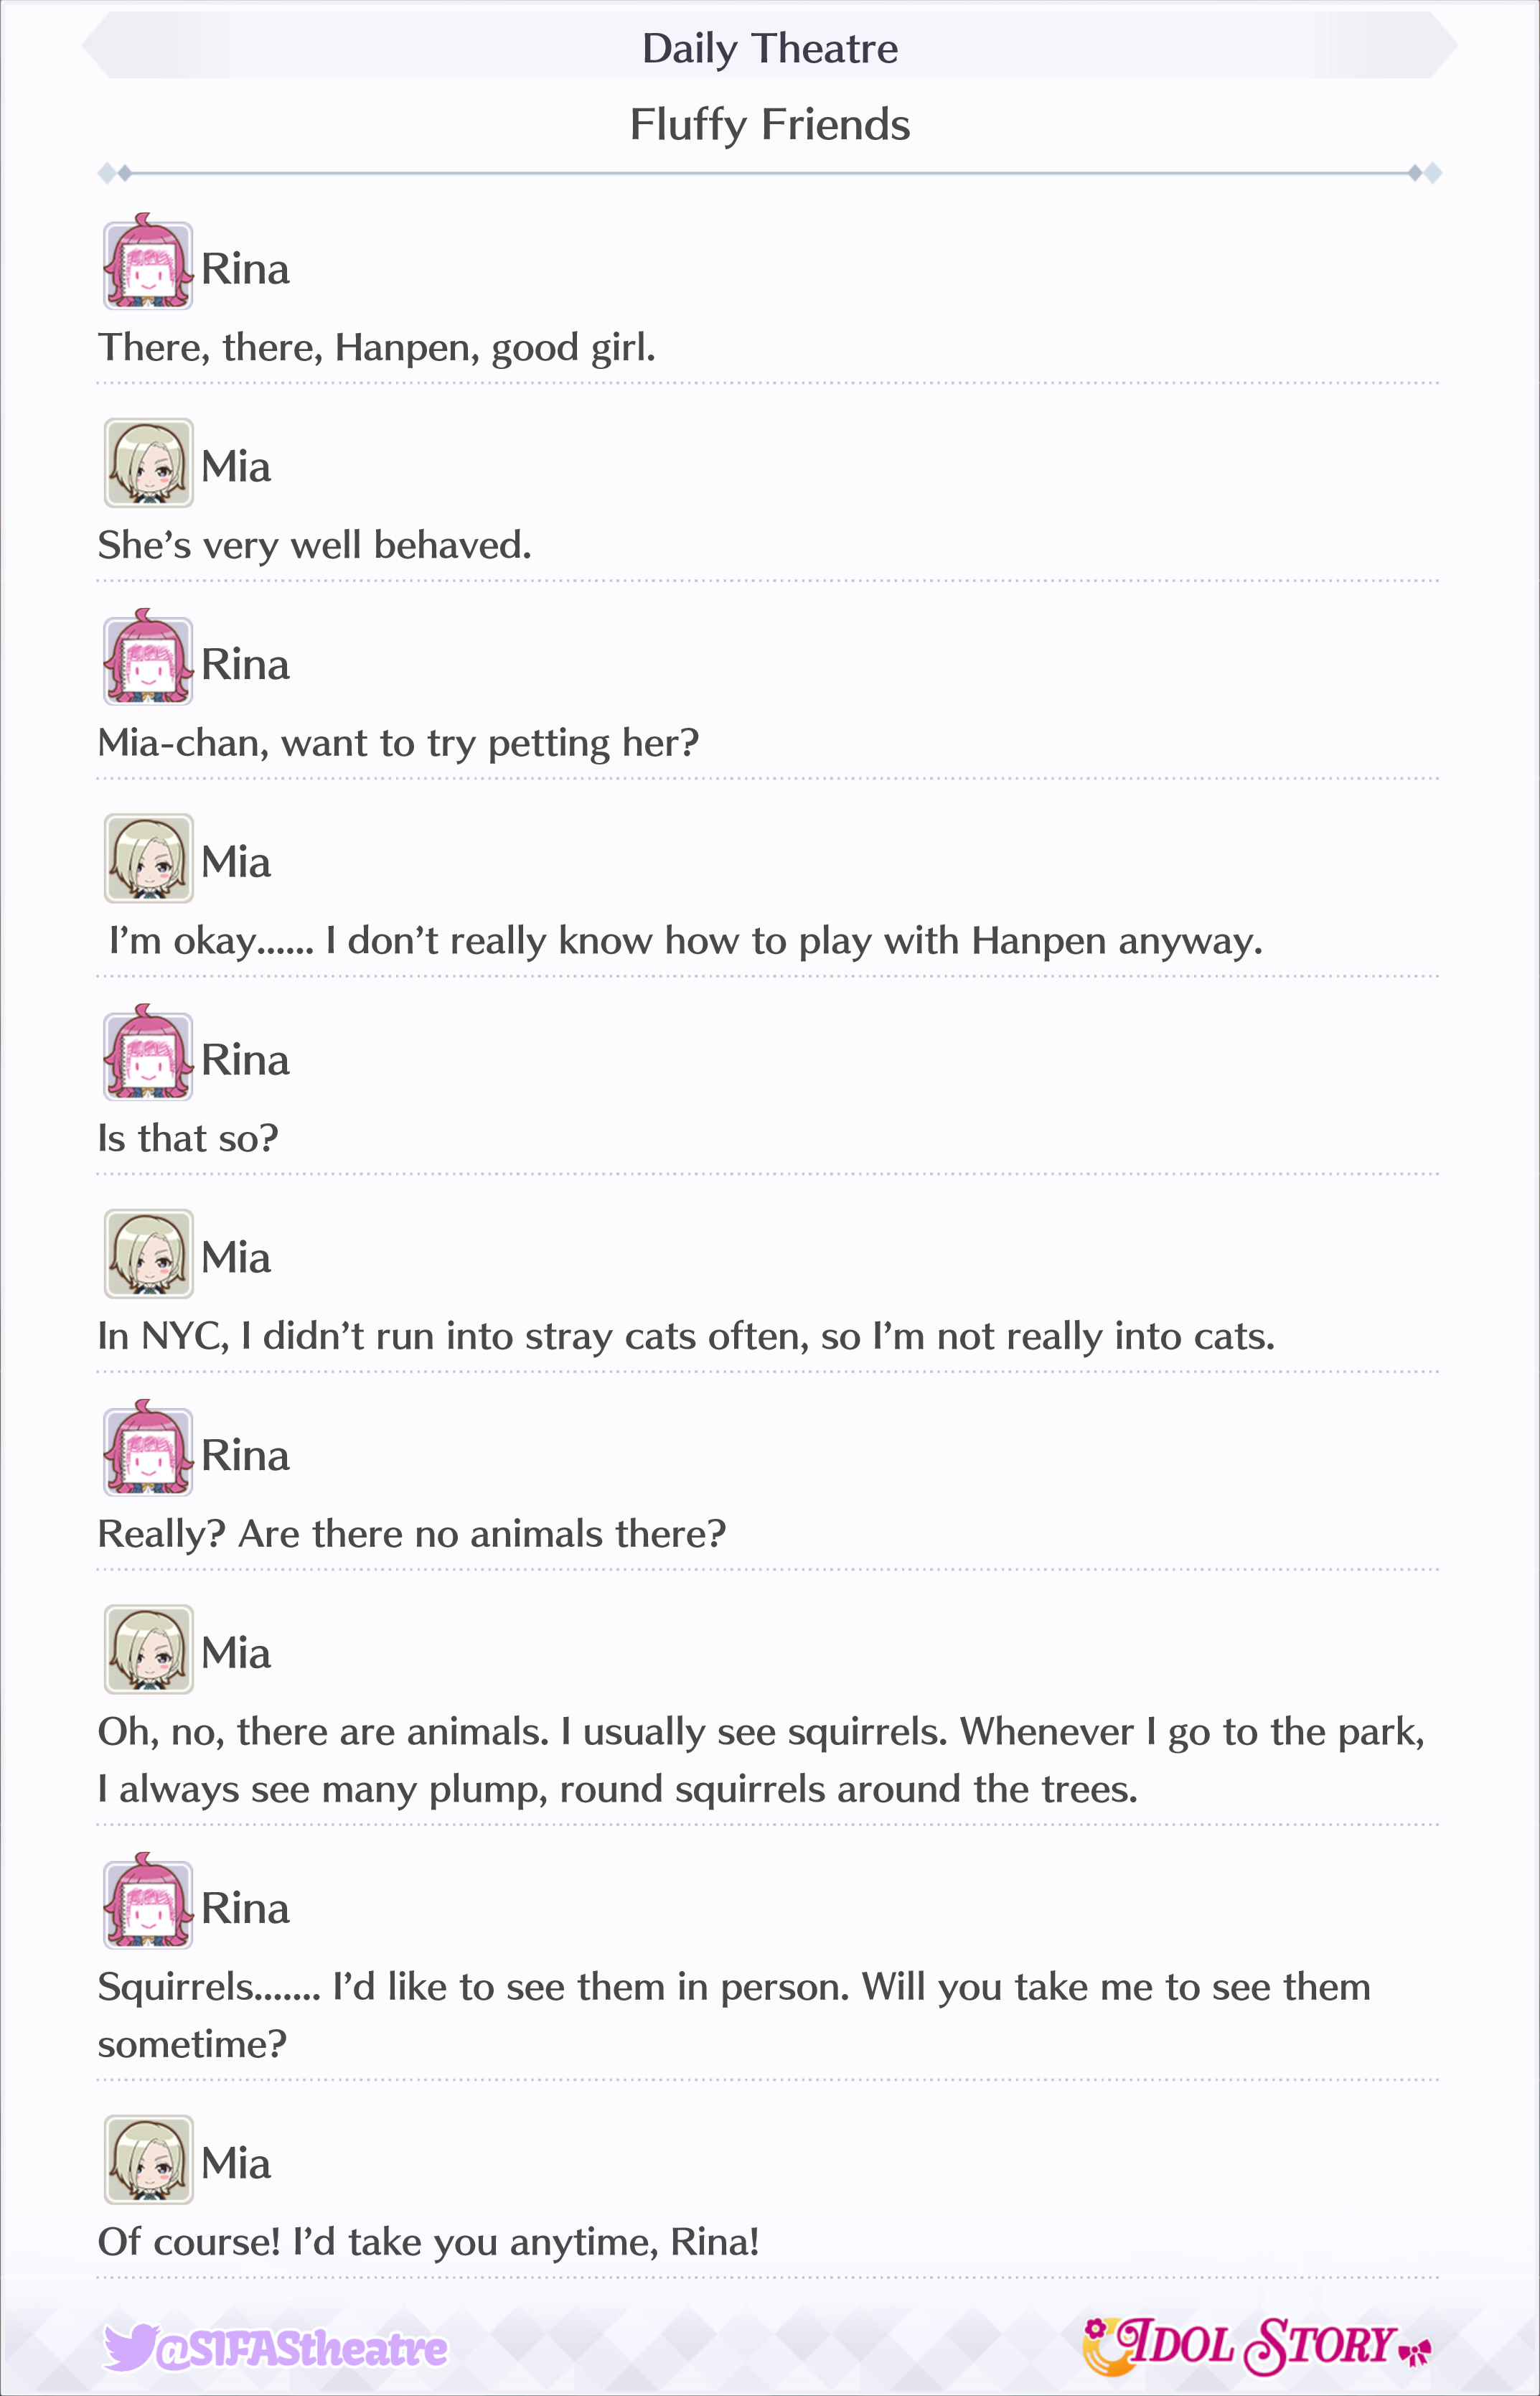 Daily Theatre
Fluffy Friends
Rina
There, there, Hanpen, good girl.
Mia
She's very well behaved.
Rina
Mia-chan, want to try petting her?
Mia
I'm okay...... I don't really know how to play with Hanpen anyway.
Rina
Is that so?
Mia
In NYC, I didn't run into stray cats often, so I'm not really into cats.
Rina
Really? Are there no animals there?
Mia
Oh, no, there are animals. I usually see squirrels. Whenever I go to the park,
I always see many plump, round squirrels around the trees.
Rina
Squirrels....... I'd like to see them in person. Will you take me to see them
sometime?
Mia
Of course! I'd take you anytime, Rina!
@SIFAStheatre
IDOL STORY